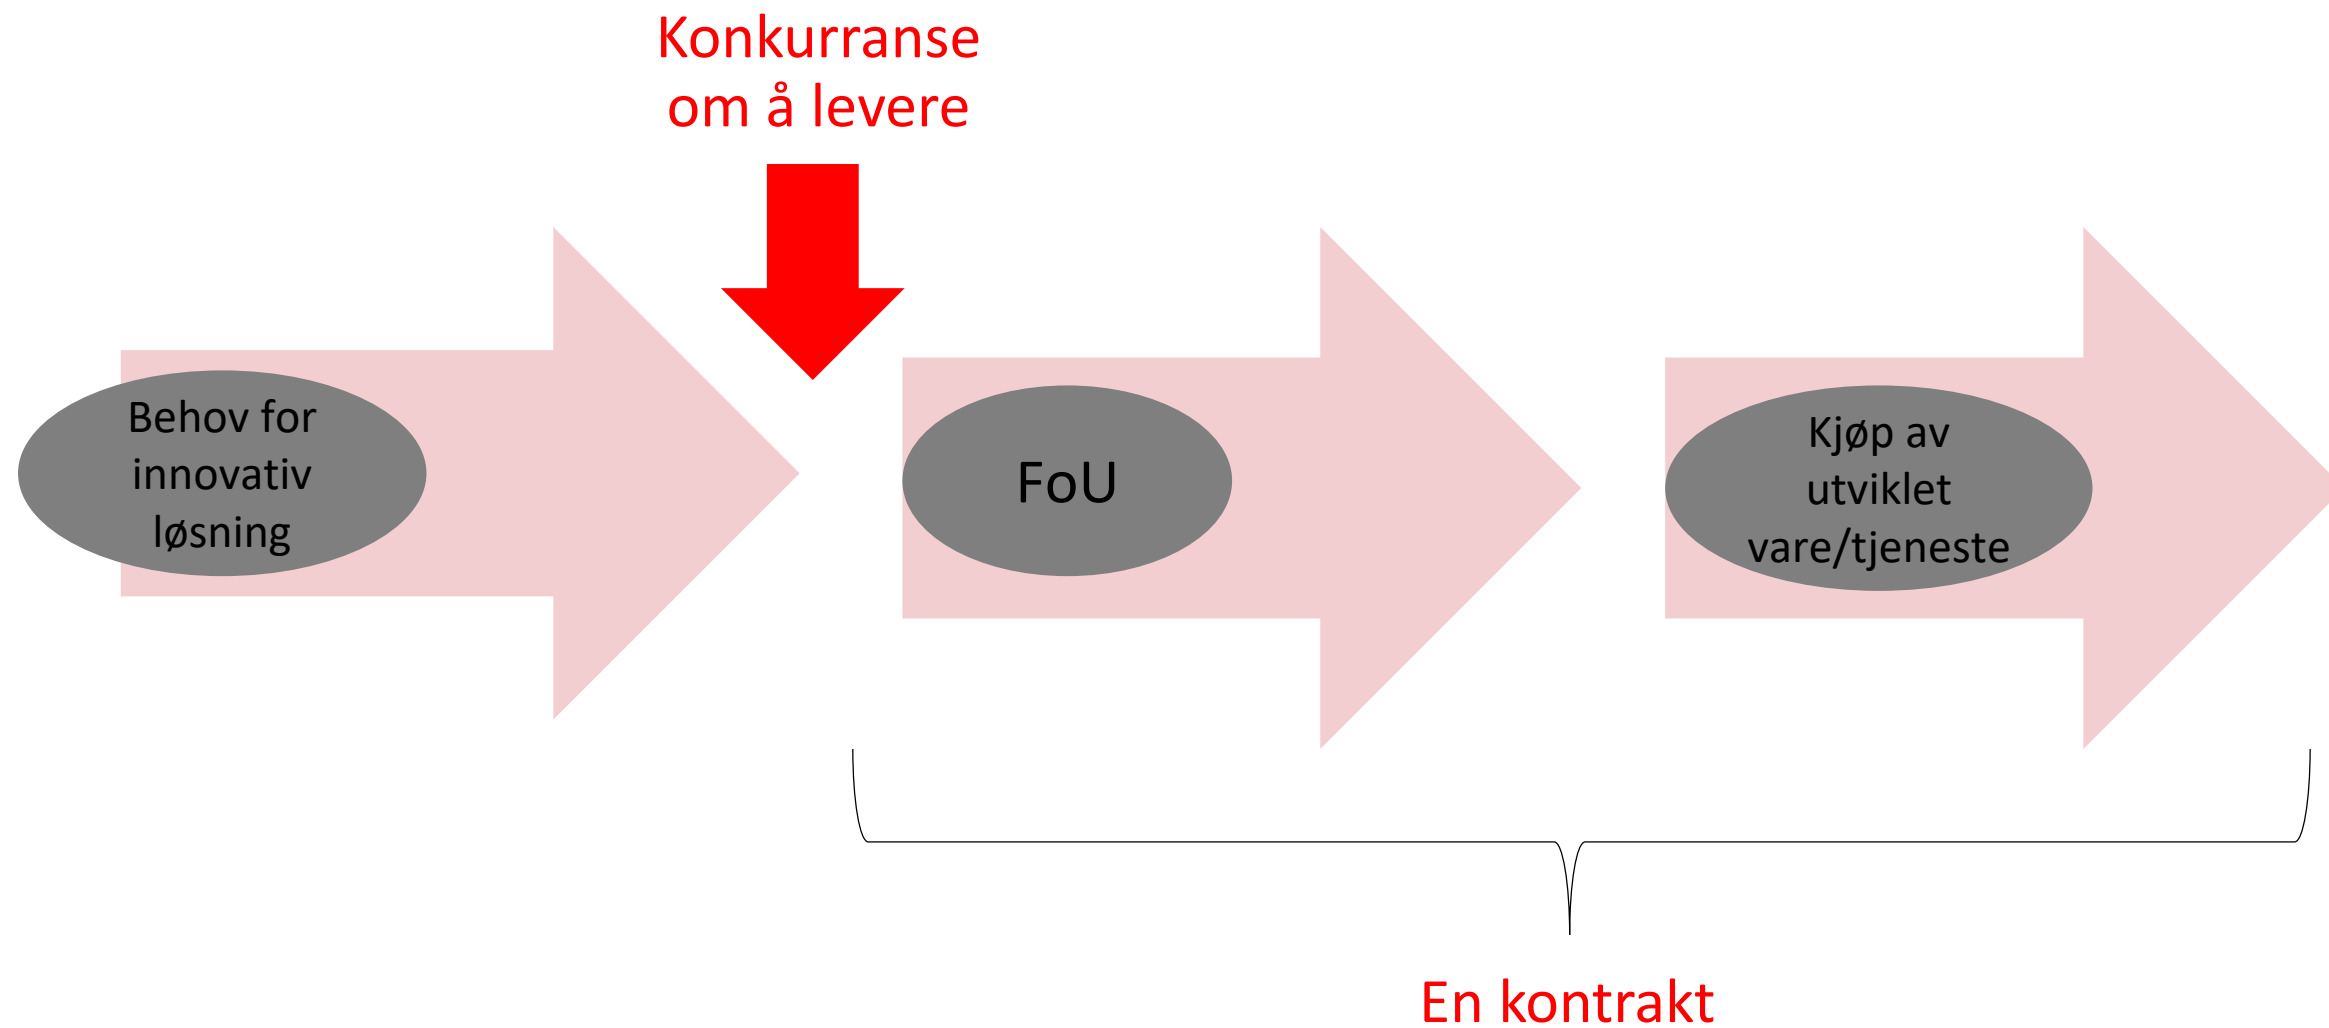 Konkurranse
om å levere
Behov for
innovativ
løsning
FoU
Kjøp av
utviklet
vare/tjeneste
En kontrakt